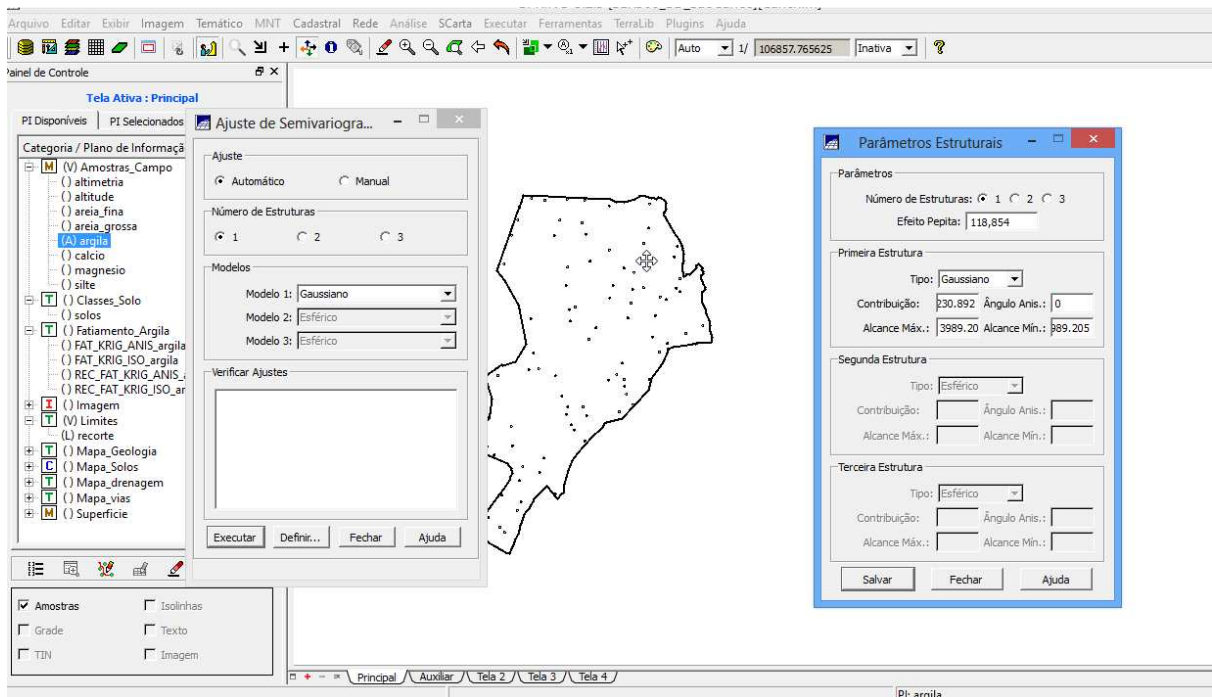 Arquivo Editar Exibir Imagem Temático MNT Cadastral Rede Análise SCarta Executar Ferramentas TerraLib Plugins Ajuda
Auto 1/ 106857.765625 Inativa
Painel de Controle
Tela Ativa : Principal
PI Disponíveis PI Selecionados
Categoria / Plano de Informaçã
(V) Amostras_Campo
() altimetria
() altitude
() areia_fina
() areia_grossa
(A) argila
() calcio
() magnesio
() silte
() Classes_Solo
() solos
() Fatiamento_Argila
() FAT_KRIG_ANIS_argila
() FAT_KRIG_ISO_argila
() REC_FAT_KRIG_ANIS_
() REC_FAT_KRIG_ISO_ar
() Imagem
(V) Limites
(L) recorte
() Mapa_Geologia
() Mapa_Solos
() Mapa_drenagem
() Mapa_vias
() Superficie
Amostras Isolinhas
Grade Texto
TIN Imagem
Ajuste de Semivariogra...
Ajuste
Automático Manual
Número de Estruturas
1 2 3
Modelos
Modelo 1: Gaussiano
Modelo 2: Esférico
Modelo 3: Esférico
Verificar Ajustes
Executar Definir... Fechar Ajuda
Parâmetros Estruturais
Parâmetros
Número de Estruturas: 1 2 3
Efeito Pepita: 118,854
Primeira Estrutura
Tipo: Gaussiano
Contribuição: 230.892 Ângulo Anis.: 0
Alcance Máx.: 3989.20 Alcance Mín.: 989.205
Segunda Estrutura
Tipo: Esférico
Contribuição: Ângulo Anis.:
Alcance Máx.: Alcance Mín.:
Terceira Estrutura
Tipo: Esférico
Contribuição: Ângulo Anis.:
Alcance Máx.: Alcance Mín.:
Salvar Fechar Ajuda
Principal Auxiliar Tela 2 Tela 3 Tela 4
PI: argila